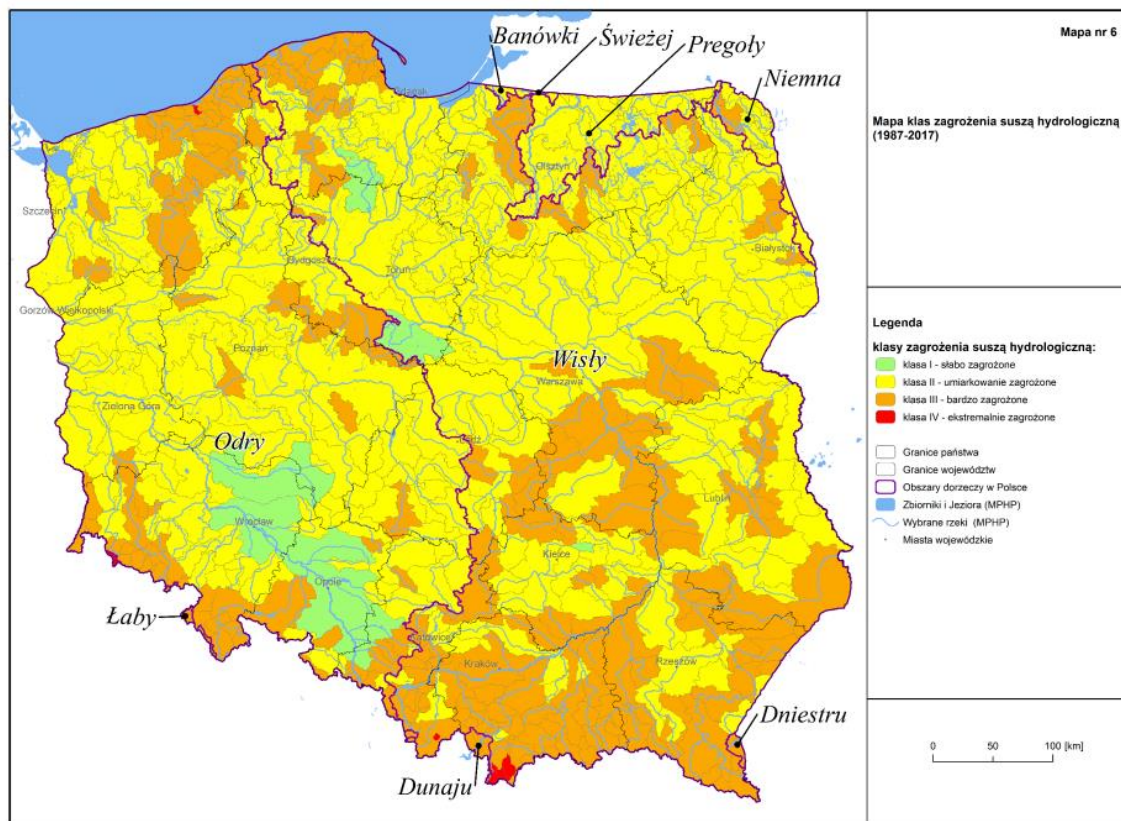 Banówki
Świeżej
Pregoły
Niemna
Gdańsk
Olsztyn
Szczecin
Białystok
Bydgoszcz
Toruń
Gorzów Wielkopolski
Poznań
Wisły
Warszawa
Zielona Góra
Odry
Łódź
Wrocław
Lublin
Kielce
Opole
Łaby
Katowice
Kraków
Rzeszów
Dniestru
Dunaju
Mapa nr 6
Mapa klas zagrożenia suszą hydrologiczną
(1987-2017)
Legenda
klasy zagrożenia suszą hydrologiczną:
klasa I - słabo zagrożone
klasa II - umiarkowanie zagrożone
klasa III - bardzo zagrożone
klasa IV - ekstremalnie zagrożone
Granice państwa
Granice województw
Obszary dorzeczy w Polsce
Zbiorniki i Jeziora (MPHP)
Wybrane rzeki (MPHP)
Miasta wojewódzkie
0 50 100 [km]